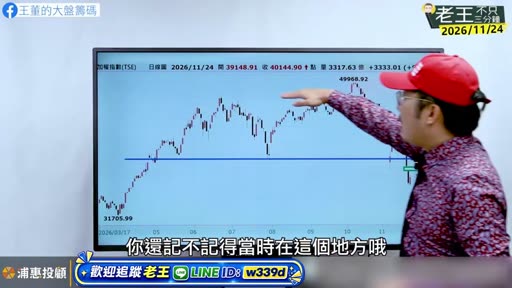 王董的大盤籌碼
老王不只三分鐘
2026/11/24
加權指數(TSE) 日線圖 2026/11/24 開 39148.91 收 40144.90 點 量 3317.63 億 +3333.01
49968.92
31705.99
2026/03/17 05 06 07 08 09 10 11
你還記不記得當時在這個地方哦
浦惠投顧
歡迎追蹤 老王 LINE ID: w339d